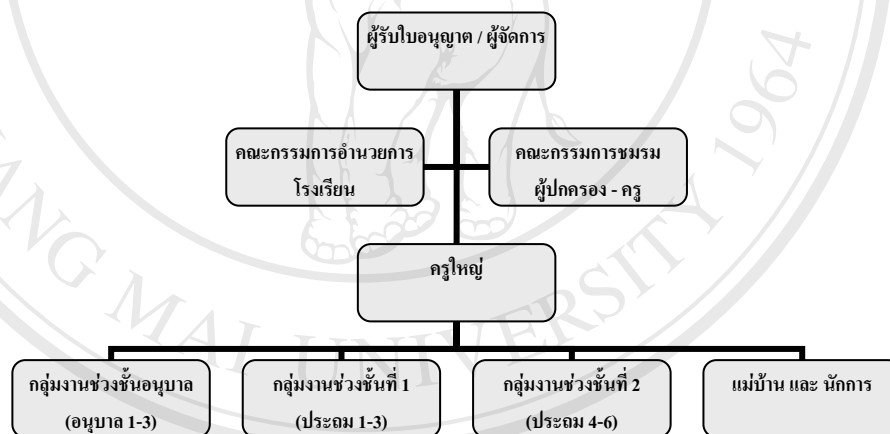 ผู้รับใบอนุญาต / ผู้จัดการ
คณะกรรมการอำนวยการ
โรงเรียน
คณะกรรมการชมรม
ผู้ปกครอง - ครู
ครูใหญ่
กลุ่มงานช่วงชั้นอนุบาล
(อนุบาล 1-3)
กลุ่มงานช่วงชั้นที่ 1
(ประถม 1-3)
กลุ่มงานช่วงชั้นที่ 2
(ประถม 4-6)
แม่บ้าน และ นักการ
ANG MAI UNIVERSITY 1964